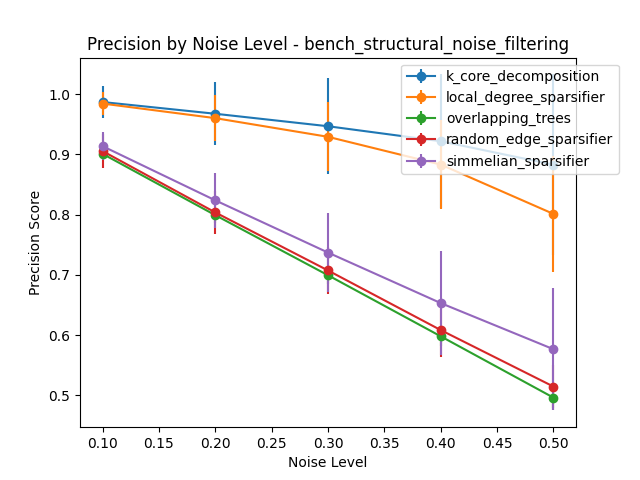 Precision by Noise Level - bench_structural_noise_filtering
k_core_decomposition
local_degree_sparsifier
overlapping_trees
random_edge_sparsifier
simmelian_sparsifier
Precision Score
1.0
0.9
0.8
0.7
0.6
0.5
0.10
0.15
0.20
0.25
0.30
0.35
0.40
0.45
0.50
Noise Level